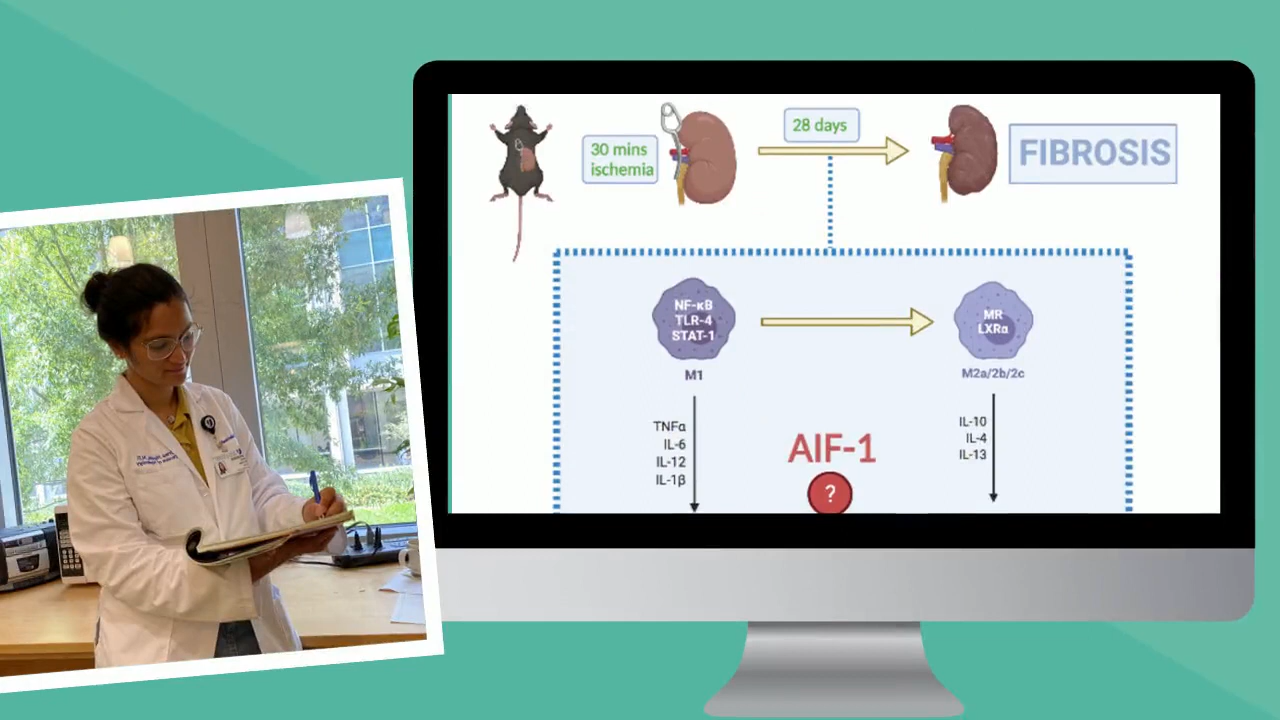 30 mins
ischemia
28 days
FIBROSIS
NF-κB
TLR-4
STAT-1
M1
MR
LXRα
M2a/2b/2c
TNFα
IL-6
IL-12
IL-1β
AIF-1
?
IL-10
IL-4
IL-13